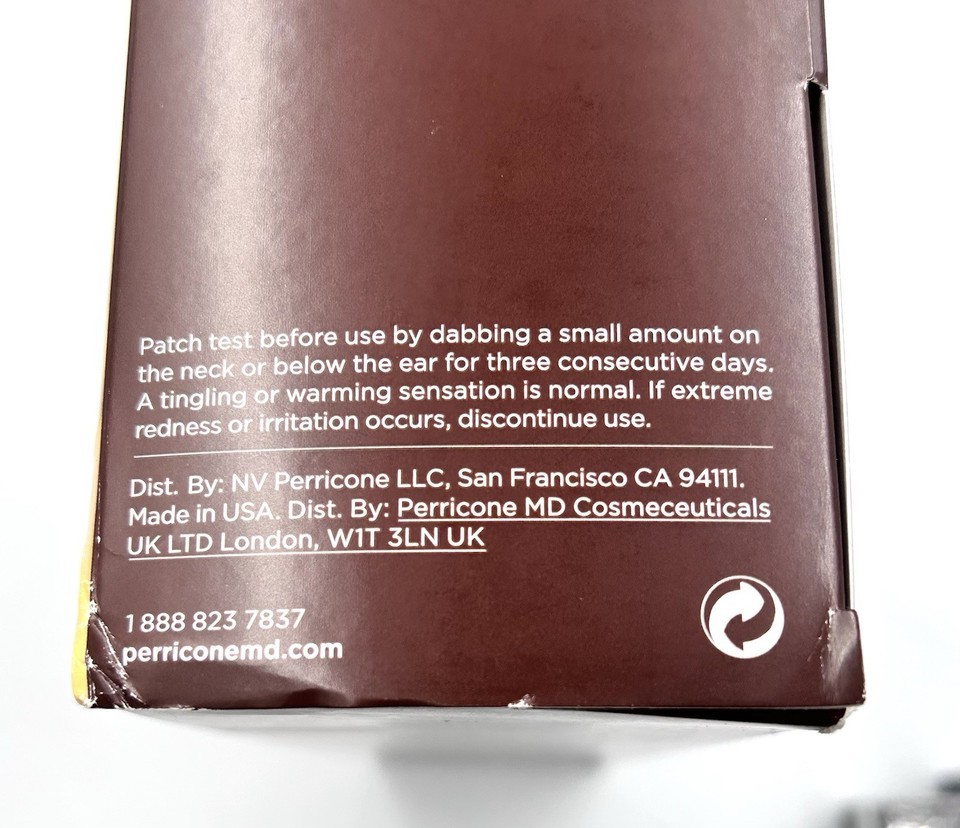 Patch test before use by dabbing a small amount on
the neck or below the ear for three consecutive days.
A tingling or warming sensation is normal. If extreme
redness or irritation occurs, discontinue use.
Dist. By: NV Perricone LLC, San Francisco CA 94111.
Made in USA. Dist. By: Perricone MD Cosmeceuticals
UK LTD London, W1T 3LN UK
1 888 823 7837
perriconemd.com